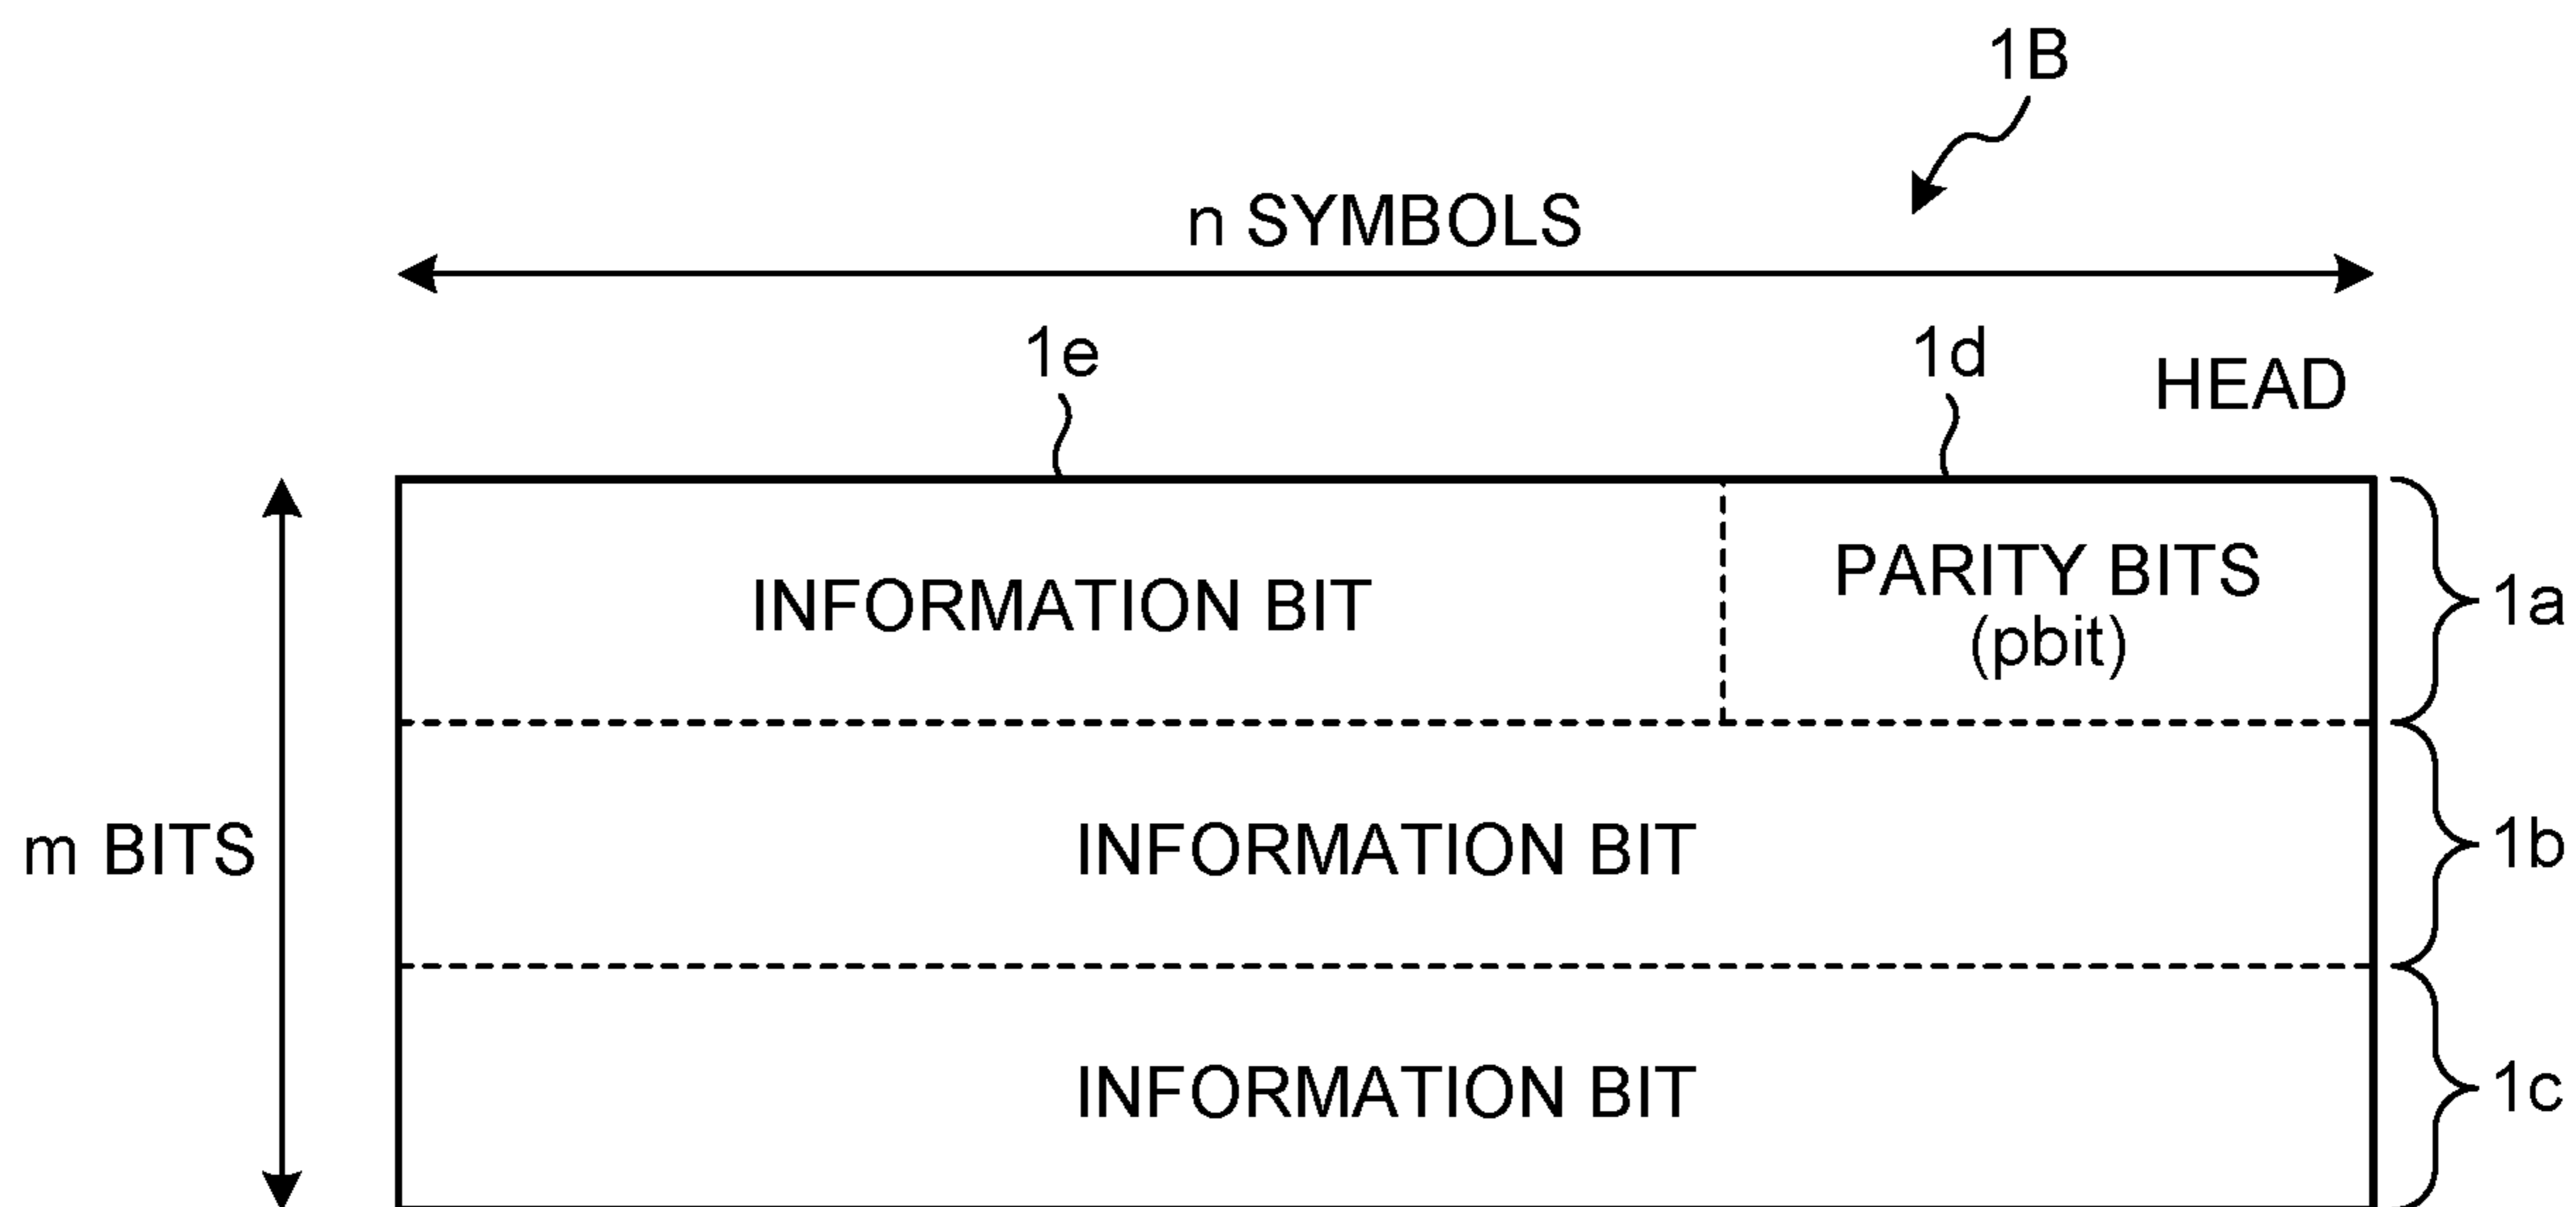 1B
n SYMBOLS
1e
1d
HEAD
INFORMATION BIT
PARITY BITS
(pbit)
1a
m BITS
INFORMATION BIT
1b
INFORMATION BIT
1c